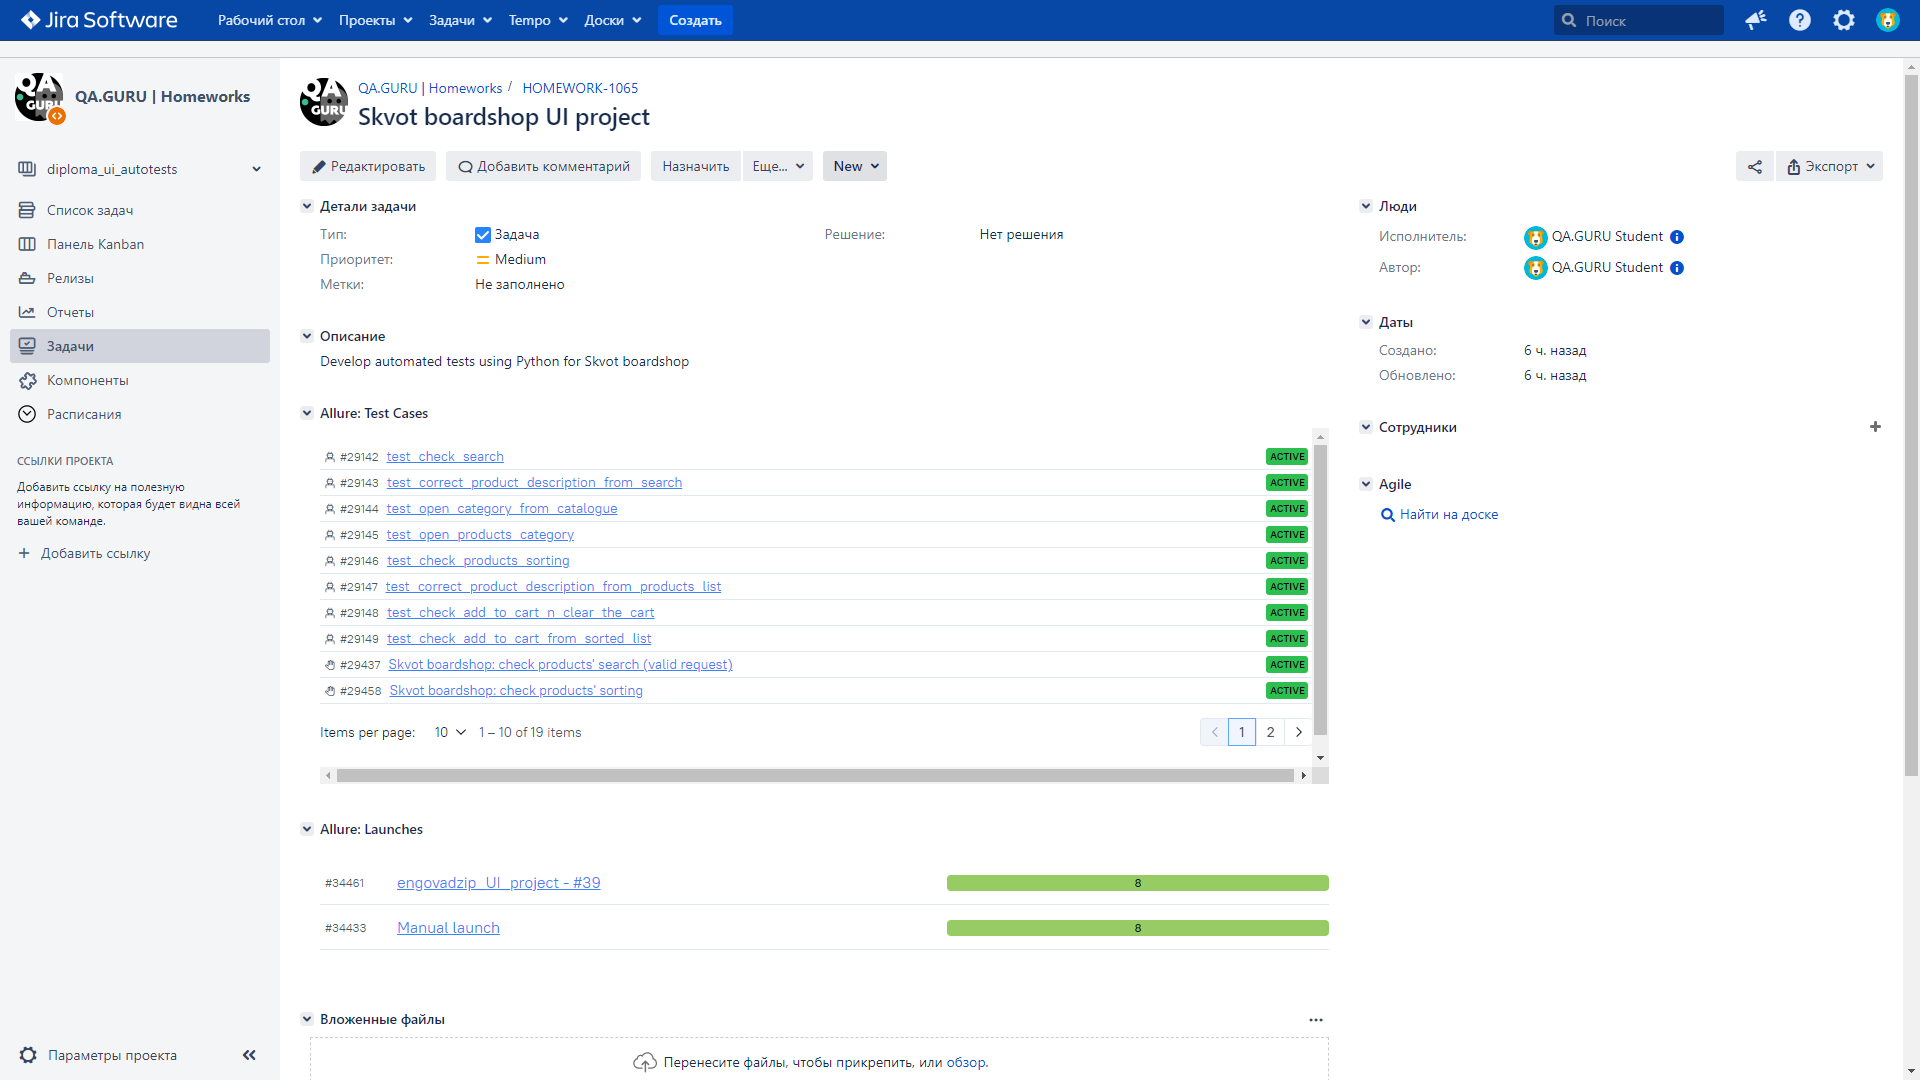 Jira Software
Рабочий стол Проекты Задачи Tempo Доски Создать Поиск
QA GURU
QA.GURU | Homeworks
diploma_ui_autotests
Список задач
Панель Kanban
Релизы
Отчеты
Задачи
Компоненты
Расписания
ССЫЛКИ ПРОЕКТА
Добавить ссылку на полезную
информацию, которая будет видна всей
вашей команде.
+ Добавить ссылку
Параметры проекта
QA GURU
QA.GURU | Homeworks / HOMEWORK-1065
Skvot boardshop UI project
Редактировать Добавить комментарий Назначить Еще... New Экспорт
Детали задачи
Тип: Задача Решение: Нет решения
Приоритет: Medium
Метки: Не заполнено
Описание
Develop automated tests using Python for Skvot boardshop
Allure: Test Cases
#29142 test_check_search ACTIVE
#29143 test_correct_product_description_from_search ACTIVE
#29144 test_open_category_from_catalogue ACTIVE
#29145 test_open_products_category ACTIVE
#29146 test_check_products_sorting ACTIVE
#29147 test_correct_product_description_from_products_list ACTIVE
#29148 test_check_add_to_cart_n_clear_the_cart ACTIVE
#29149 test_check_add_to_cart_from_sorted_list ACTIVE
#29437 Skvot boardshop: check products' search (valid request) ACTIVE
#29458 Skvot boardshop: check products' sorting ACTIVE
Items per page: 10 1 – 10 of 19 items 1 2
Allure: Launches
#34461 engovadzip_UI_project - #39 8
#34433 Manual launch 8
Вложенные файлы
Перенесите файлы, чтобы прикрепить, или обзор.
Люди
Исполнитель: QA.GURU Student
Автор: QA.GURU Student
Даты
Создано: 6 ч. назад
Обновлено: 6 ч. назад
Сотрудники
Agile
Найти на доске